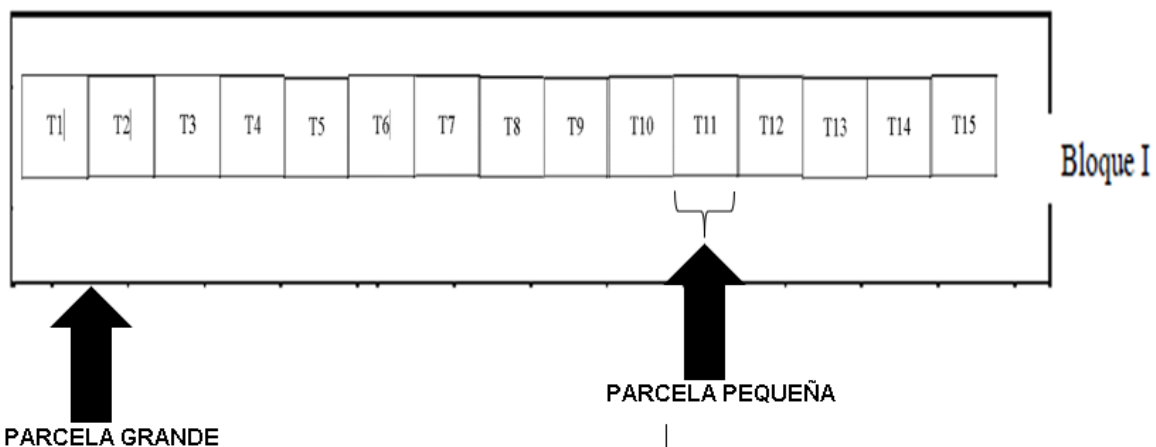 T1 T2 T3 T4 T5 T6 T7 T8 T9 T10 T11 T12 T13 T14 T15
Bloque I
PARCELA PEQUEÑA
PARCELA GRANDE